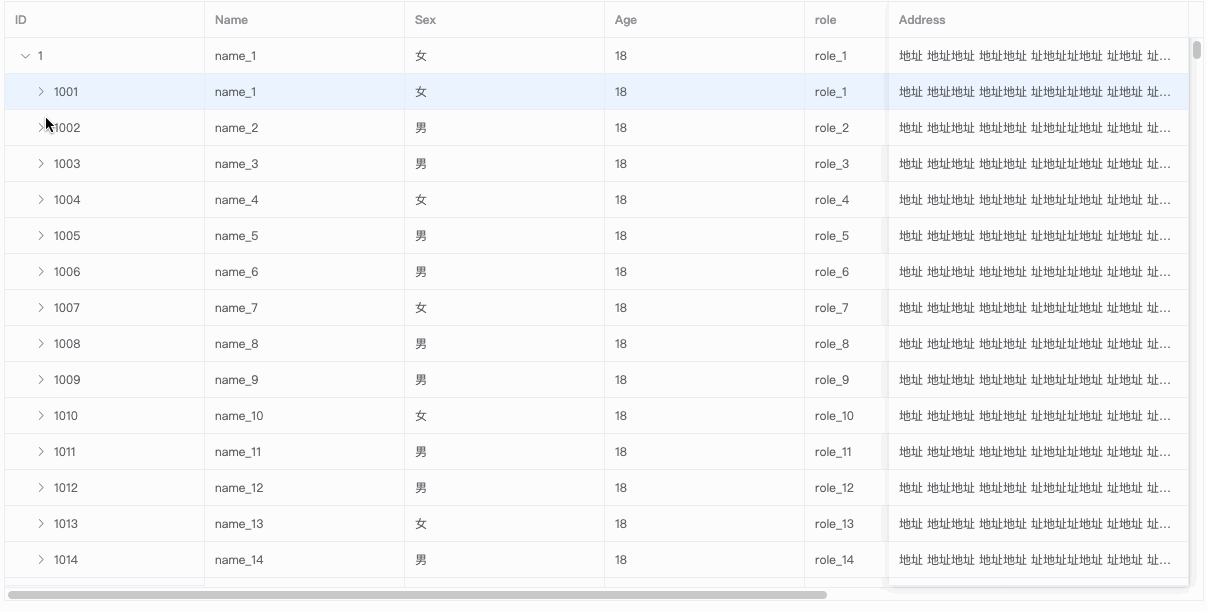 ID Name Sex Age role Address
1 name_1 女 18 role_1 地址 地址地址 地址地址 址地址址地址 址地址 址...
1001 name_1 女 18 role_1 地址 地址地址 地址地址 址地址址地址 址地址 址...
1002 name_2 男 18 role_2 地址 地址地址 地址地址 址地址址地址 址地址 址...
1003 name_3 男 18 role_3 地址 地址地址 地址地址 址地址址地址 址地址 址...
1004 name_4 女 18 role_4 地址 地址地址 地址地址 址地址址地址 址地址 址...
1005 name_5 男 18 role_5 地址 地址地址 地址地址 址地址址地址 址地址 址...
1006 name_6 男 18 role_6 地址 地址地址 地址地址 址地址址地址 址地址 址...
1007 name_7 女 18 role_7 地址 地址地址 地址地址 址地址址地址 址地址 址...
1008 name_8 男 18 role_8 地址 地址地址 地址地址 址地址址地址 址地址 址...
1009 name_9 男 18 role_9 地址 地址地址 地址地址 址地址址地址 址地址 址...
1010 name_10 女 18 role_10 地址 地址地址 地址地址 址地址址地址 址地址 址...
1011 name_11 男 18 role_11 地址 地址地址 地址地址 址地址址地址 址地址 址...
1012 name_12 男 18 role_12 地址 地址地址 地址地址 址地址址地址 址地址 址...
1013 name_13 女 18 role_13 地址 地址地址 地址地址 址地址址地址 址地址 址...
1014 name_14 男 18 role_14 地址 地址地址 地址地址 址地址址地址 址地址 址...